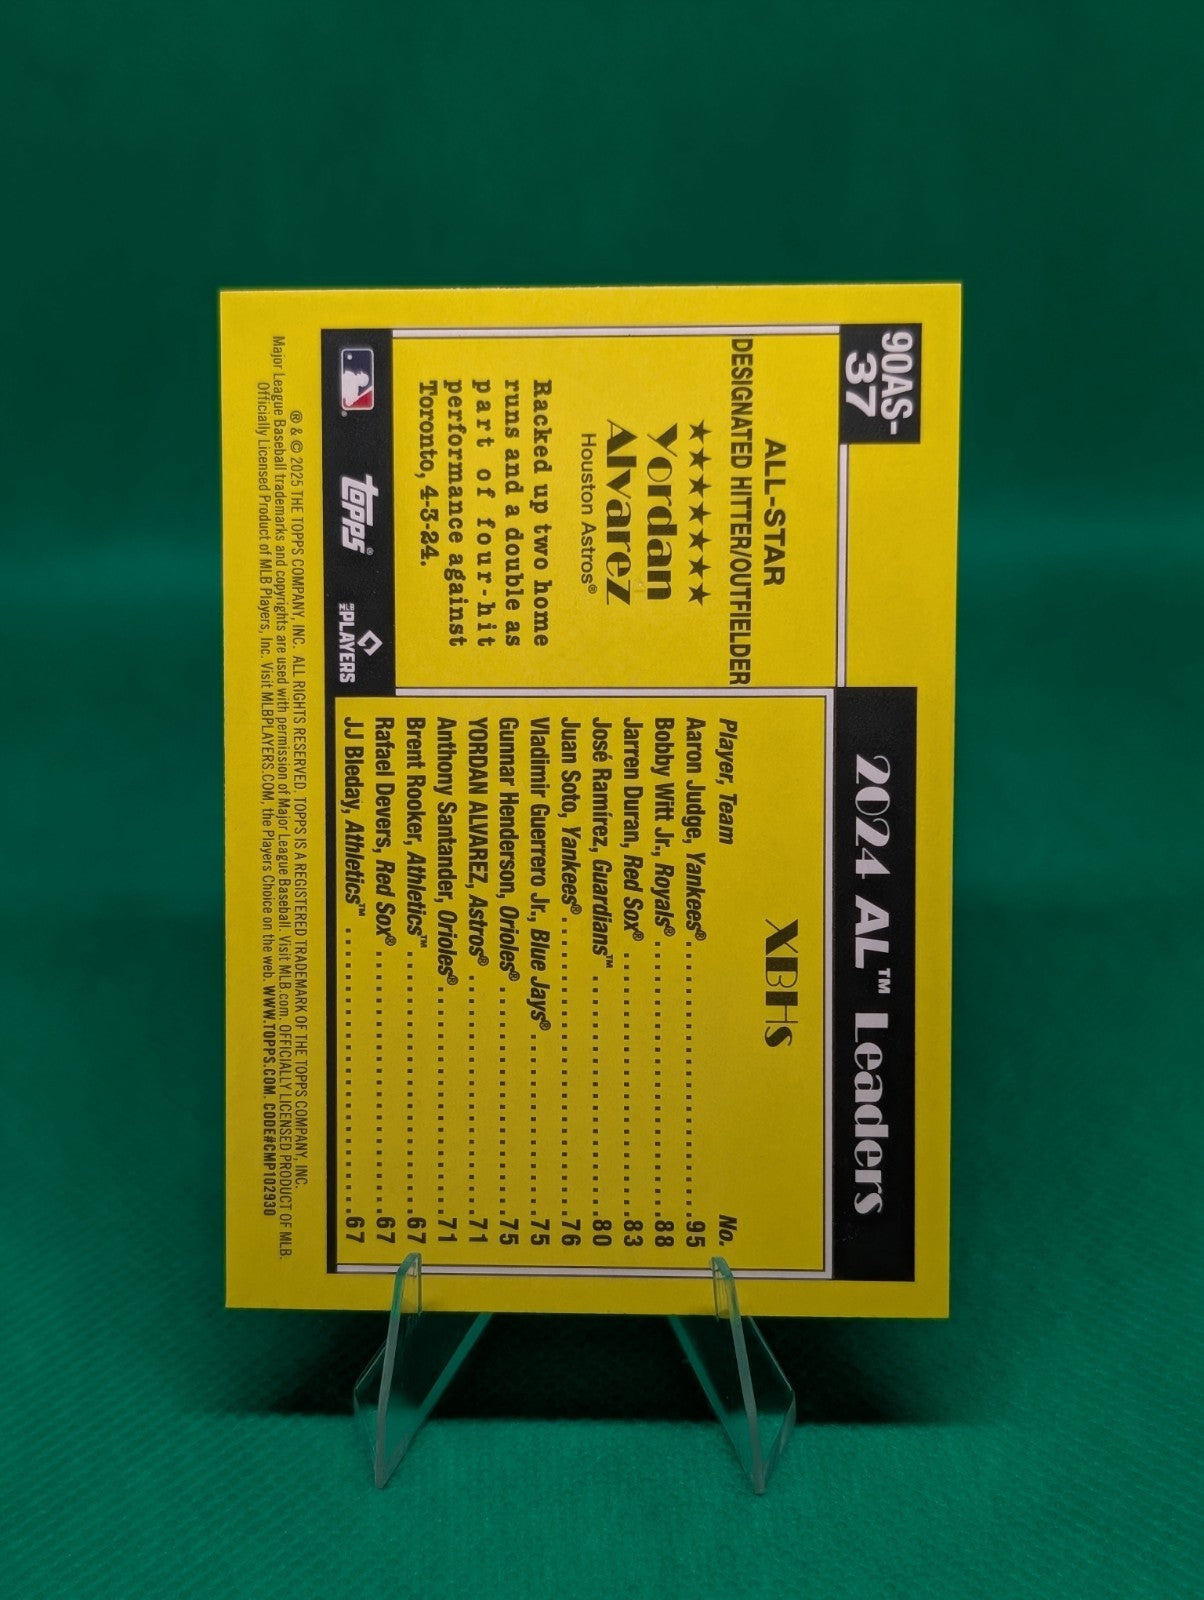 90AS-
37
ALL-STAR
DESIGNATED HITTER/OUTFIELDER
★★★★★★★
Yordan
Alvarez
Houston Astros®
Racked up two home
runs and a double as
part of four-hit
performance against
Toronto, 4-3-24.
topps®
MLB PLAYERS
2024 AL™ Leaders
XBHs
Player, Team No.
Aaron Judge, Yankees® 95
Bobby Witt Jr., Royals® 88
Jarren Duran, Red Sox® 83
José Ramírez, Guardians™ 80
Juan Soto, Yankees® 76
Vladimir Guerrero Jr., Blue Jays® 75
Gunnar Henderson, Orioles® 75
YORDAN ALVAREZ, Astros® 71
Anthony Santander, Orioles® 71
Brent Rooker, Athletics™ 67
Rafael Devers, Red Sox® 67
JJ Bleday, Athletics™ 67
® & © 2025 THE TOPPS COMPANY, INC. ALL RIGHTS RESERVED. TOPPS IS A REGISTERED TRADEMARK OF THE TOPPS COMPANY, INC.
Major League Baseball trademarks and copyrights are used with permission of Major League Baseball. Visit MLB.com. OFFICIALLY LICENSED PRODUCT OF MLB.
Officially Licensed Product of MLB Players, Inc. Visit MLBPLAYERS.COM, the Players Choice on the web. WWW.TOPPS.COM. CODE#CMP102930